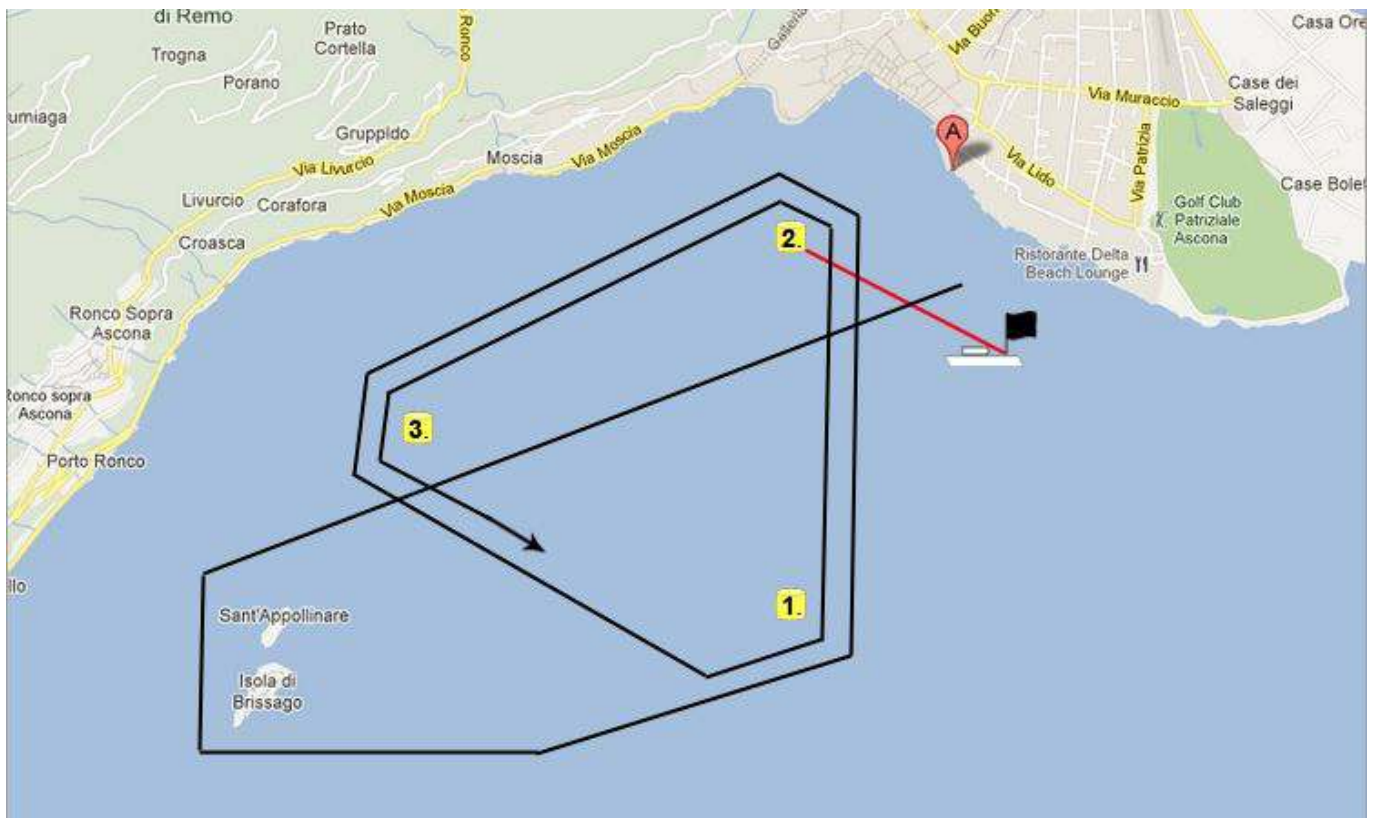 di Remo
Prato
Cortella
Trogna
Porano
Ronco
Galleria
Via Buon
Casa Ore
umiaga
Gruppido
Via Livurcio
Moscia
Via Moscia
Via Muraccio
Case dei
Saleggi
A
Via Patrizia
Via Lido
Livurcio
Corafora
Via Moscia
Case Bolet
Croasca
Golf Club
Patriziale
Ascona
2.
Ristorante Delta
Beach Lounge
Ronco Sopra
Ascona
Ronco sopra
Ascona
3.
Porto Ronco
llo
1.
Sant'Appollinare
Isola di
Brissago